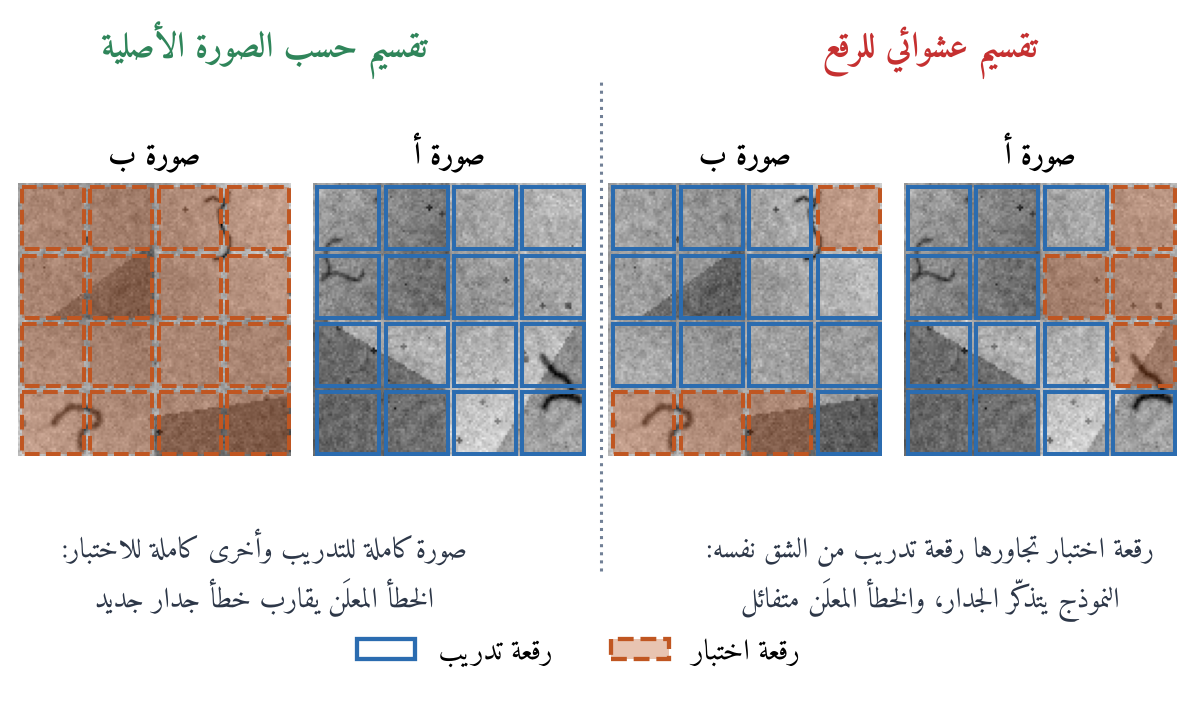 تقسيم عشوائي للرقع
صورة أ
صورة ب
رقعة اختبار تجاورها رقعة تدريب من الشق نفسه:
النموذج يتذكّر الجدار، والخطأ المعلَن متفائل
تقسيم حسب الصورة الأصلية
صورة أ
صورة ب
صورة كاملة للتدريب وأخرى كاملة للاختبار:
الخطأ المعلَن يقارب خطأ جدار جديد
رقعة اختبار
رقعة تدريب